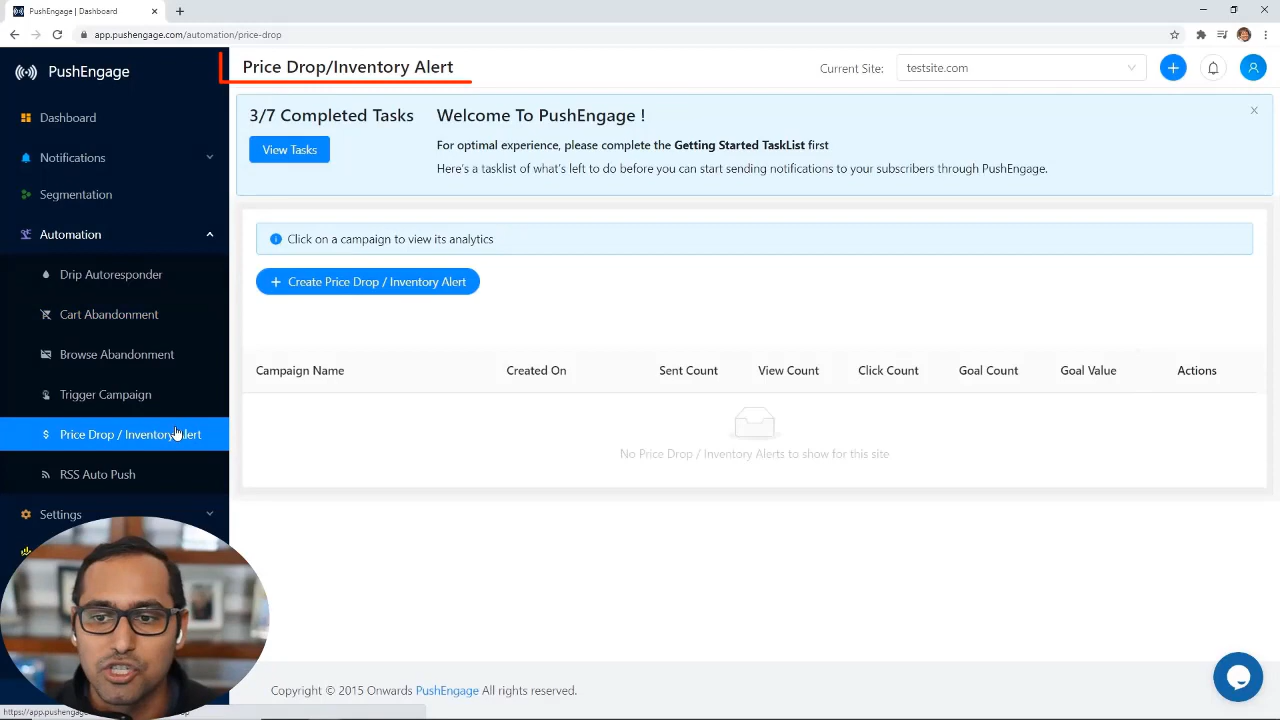 PushEngage | Dashboard
app.pushengage.com/automation/price-drop
PushEngage
Price Drop/Inventory Alert
Current Site:
testsite.com
Dashboard
Notifications
Segmentation
Automation
Drip Autoresponder
Cart Abandonment
Browse Abandonment
Trigger Campaign
Price Drop / Inventory Alert
RSS Auto Push
Settings
3/7 Completed Tasks
View Tasks
Welcome To PushEngage !
For optimal experience, please complete the Getting Started TaskList first
Here's a tasklist of what's left to do before you can start sending notifications to your subscribers through PushEngage.
Click on a campaign to view its analytics
+ Create Price Drop / Inventory Alert
Campaign Name Created On Sent Count View Count Click Count Goal Count Goal Value Actions
No Price Drop / Inventory Alerts to show for this site
Copyright © 2015 Onwards PushEngage All rights reserved.